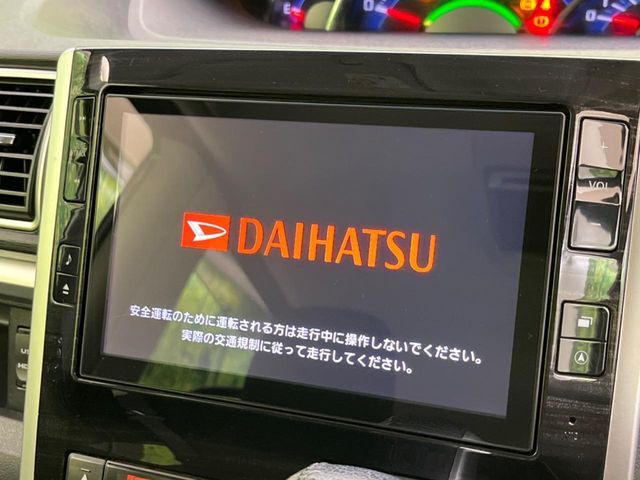 E
DAIHATSU
安全運転のために運転される方は走行中に操作しないでください。
実際の交通規制に従って走行してください。
+
VOL
−